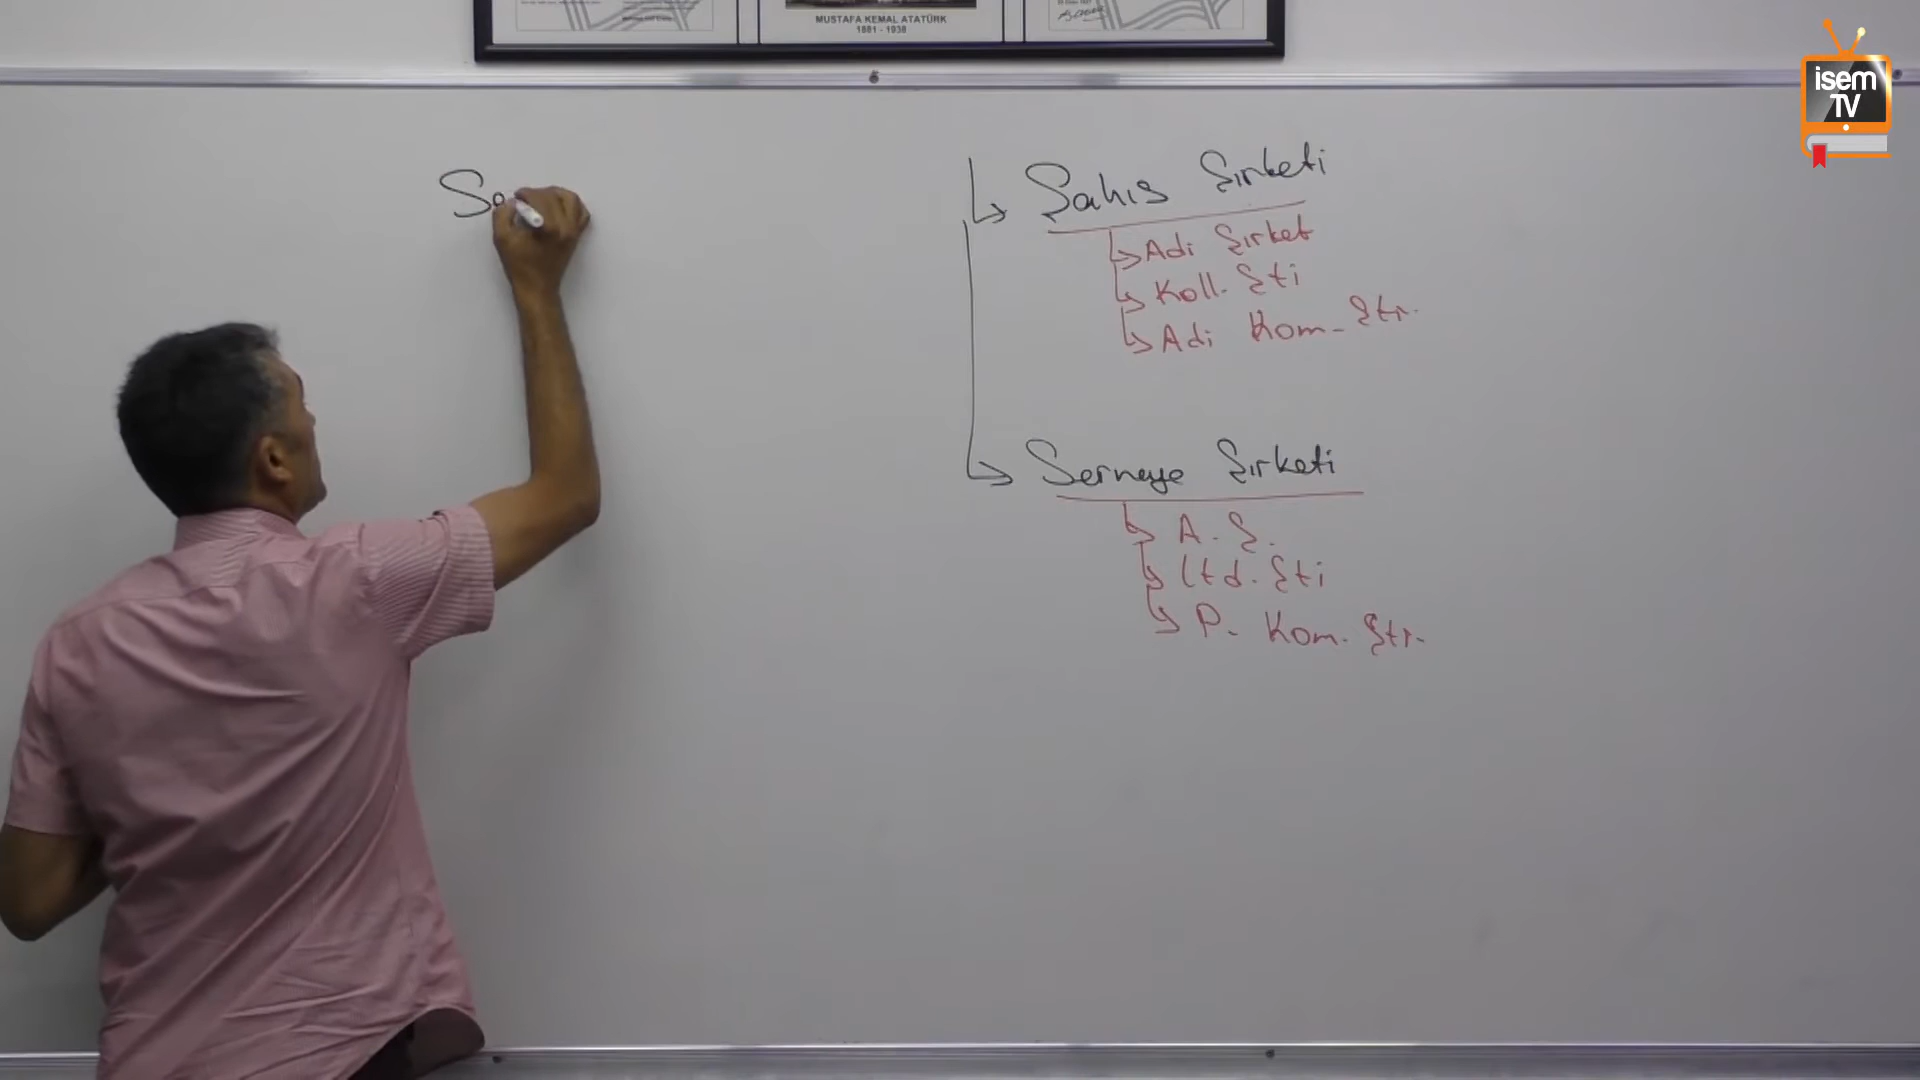 MUSTAFA KEMAL ATATÜRK
1881 - 1938
isem
TV
Se
Şahıs Şirketi
Adi Şirket
Koll. Şti
Adi Kom. Şti.
Sermaye Şirketi
A. Ş.
Ltd. Şti
P. Kom. Şti.